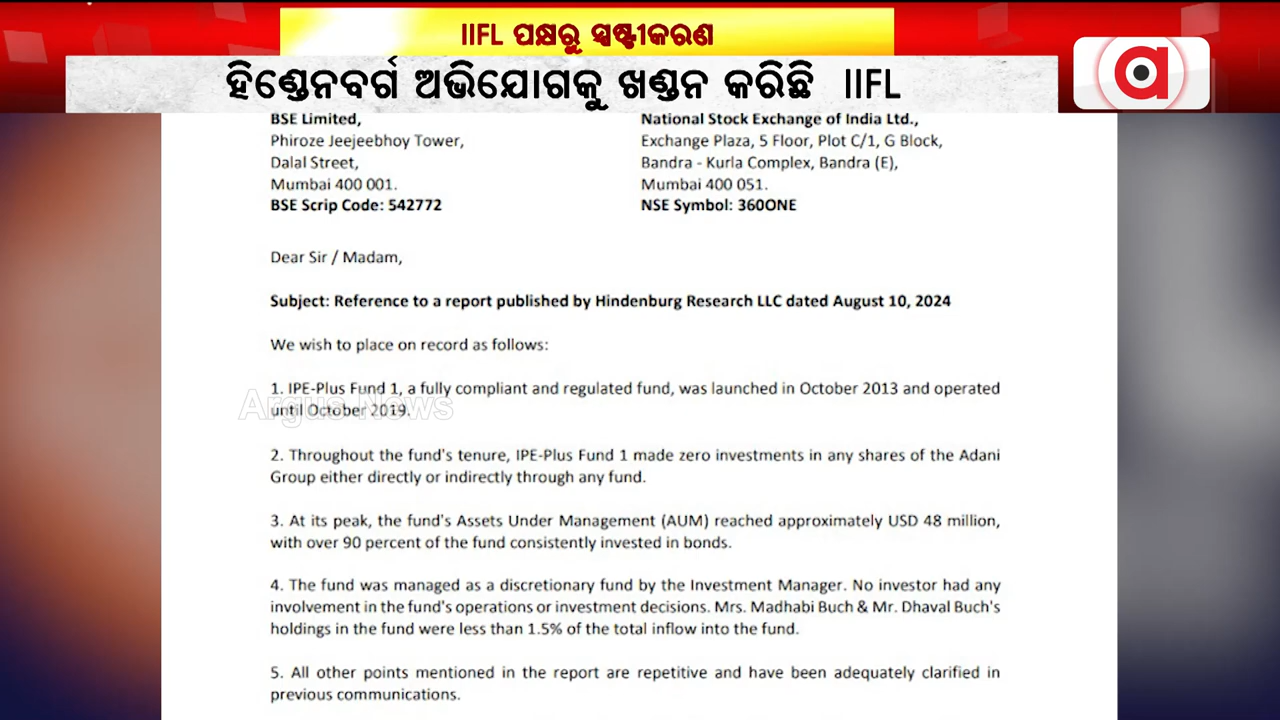 IIFL ପକ୍ଷରୁ ସ୍ପଷ୍ଟୀକରଣ
ହିଣ୍ଡେନବର୍ଗ ଅଭିଯୋଗକୁ ଖଣ୍ଡନ କରିଛି IIFL
a
BSE Limited,
Phiroze Jeejeebhoy Tower,
Dalal Street,
Mumbai 400 001.
BSE Scrip Code: 542772
National Stock Exchange of India Ltd.,
Exchange Plaza, 5 Floor, Plot C/1, G Block,
Bandra - Kurla Complex, Bandra (E),
Mumbai 400 051.
NSE Symbol: 360ONE
Dear Sir / Madam,
Subject: Reference to a report published by Hindenburg Research LLC dated August 10, 2024
We wish to place on record as follows:
1. IPE-Plus Fund 1, a fully compliant and regulated fund, was launched in October 2013 and operated
until October 2019.
Argus News
2. Throughout the fund's tenure, IPE-Plus Fund 1 made zero investments in any shares of the Adani
Group either directly or indirectly through any fund.
3. At its peak, the fund's Assets Under Management (AUM) reached approximately USD 48 million,
with over 90 percent of the fund consistently invested in bonds.
4. The fund was managed as a discretionary fund by the Investment Manager. No investor had any
involvement in the fund's operations or investment decisions. Mrs. Madhabi Buch & Mr. Dhaval Buch's
holdings in the fund were less than 1.5% of the total inflow into the fund.
5. All other points mentioned in the report are repetitive and have been adequately clarified in
previous communications.